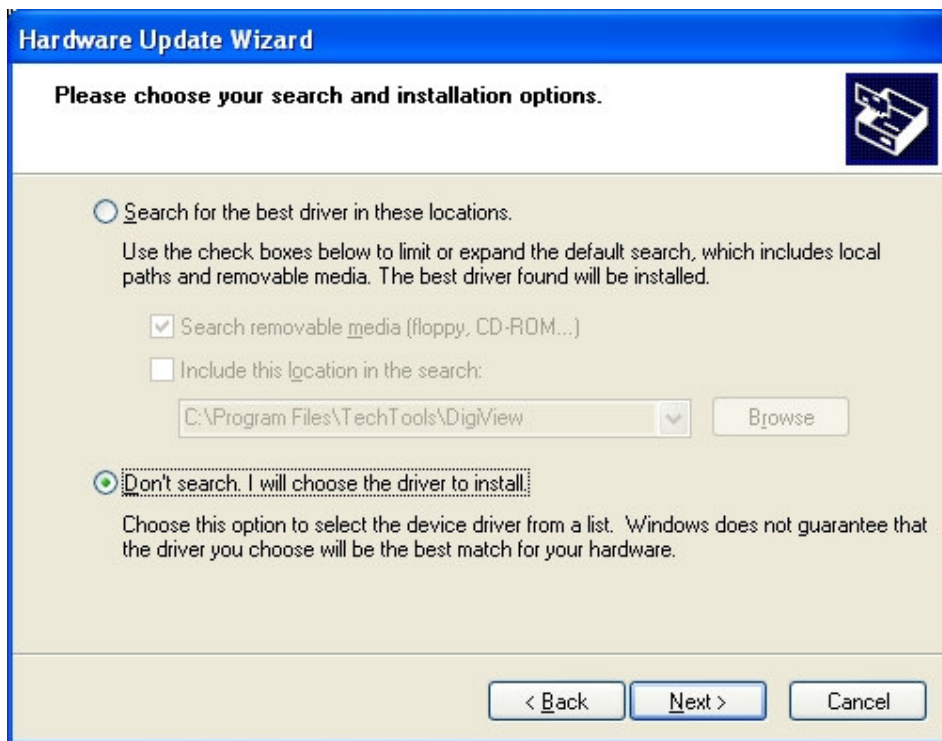 Hardware Update Wizard
Please choose your search and installation options.
Search for the best driver in these locations.
Use the check boxes below to limit or expand the default search, which includes local
paths and removable media. The best driver found will be installed.
Search removable media (floppy, CD-ROM...)
Include this location in the search:
C:\Program Files\TechTools\DigiView
Browse
Don't search. I will choose the driver to install.
Choose this option to select the device driver from a list.  Windows does not guarantee that
the driver you choose will be the best match for your hardware.
< Back Next > Cancel